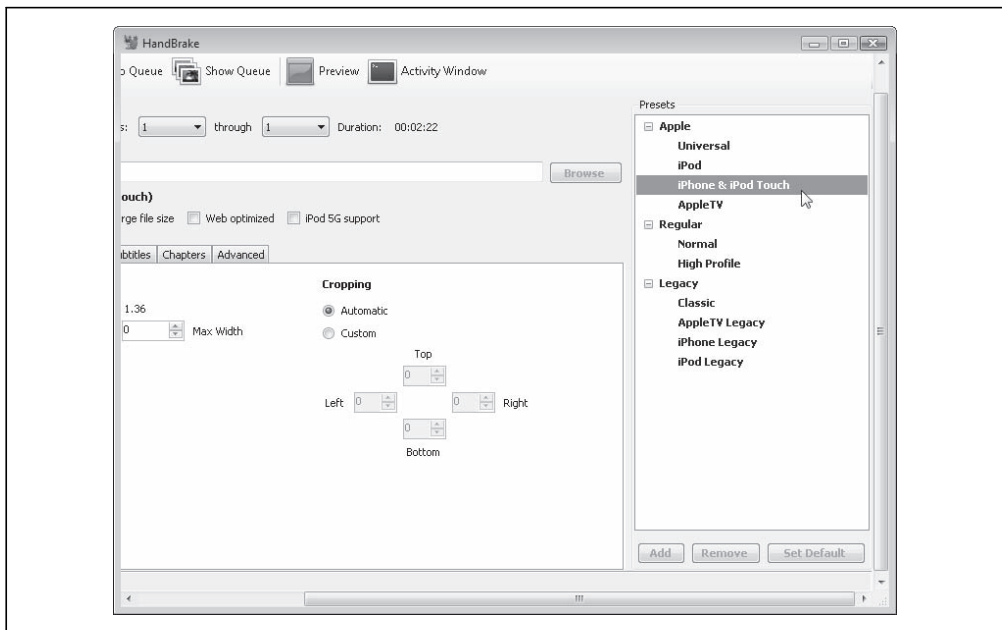 HandBrake
o Queue Show Queue Preview Activity Window
Presets
s: 1 through 1 Duration: 00:02:22
Browse
ouch)
rge file size Web optimized iPod 5G support
ubtitles Chapters Advanced
Cropping
1.36
Automatic
0 Max Width
Custom
Top
0
Left 0 0 Right
0
Bottom
Apple
Universal
iPod
iPhone & iPod Touch
AppleTV
Regular
Normal
High Profile
Legacy
Classic
AppleTV Legacy
iPhone Legacy
iPod Legacy
Add Remove Set Default